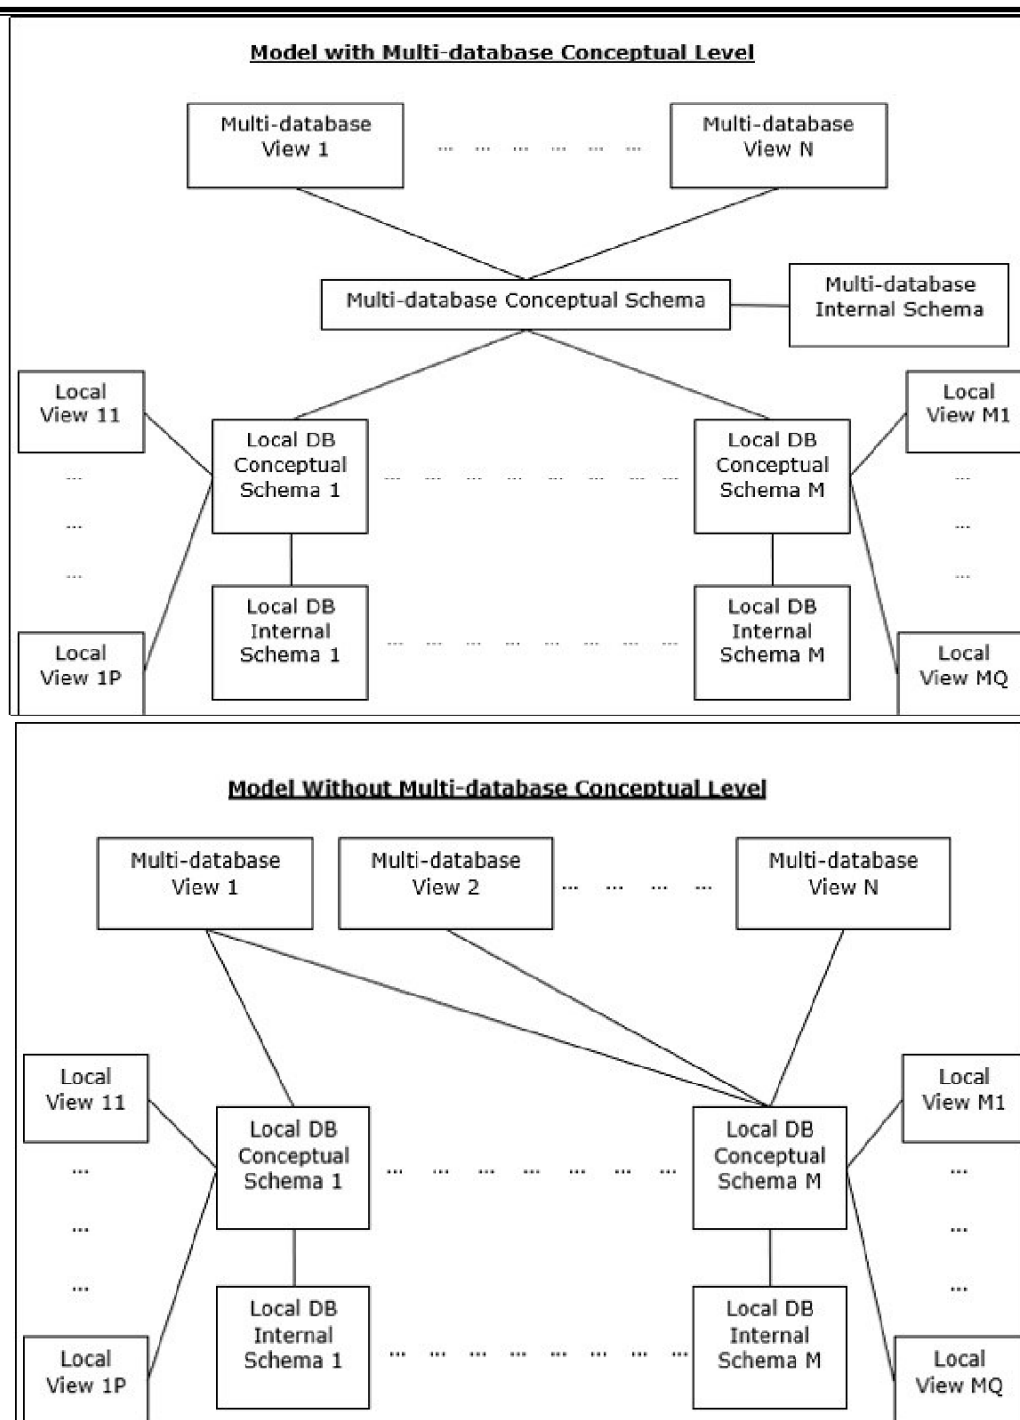 Model with Multi-database Conceptual Level
Multi-database
View 1
... ... ... ... ... ...
Multi-database
View N
Multi-database Conceptual Schema
Multi-database
Internal Schema
Local
View 11
...
...
...
Local
View 1P
Local DB
Conceptual
Schema 1
... ... ... ... ... ... ... ...
Local DB
Conceptual
Schema M
Local
View M1
...
...
...
Local
View MQ
Local DB
Internal
Schema 1
... ... ... ... ... ... ... ...
Local DB
Internal
Schema M
Model Without Multi-database Conceptual Level
Multi-database
View 1
Multi-database
View 2
... ... ... ...
Multi-database
View N
Local
View 11
...
...
...
Local
View 1P
Local DB
Conceptual
Schema 1
... ... ... ... ... ... ...
Local DB
Conceptual
Schema M
Local
View M1
...
...
...
Local
View MQ
Local DB
Internal
Schema 1
... ... ... ... ... ... ... ...
Local DB
Internal
Schema M